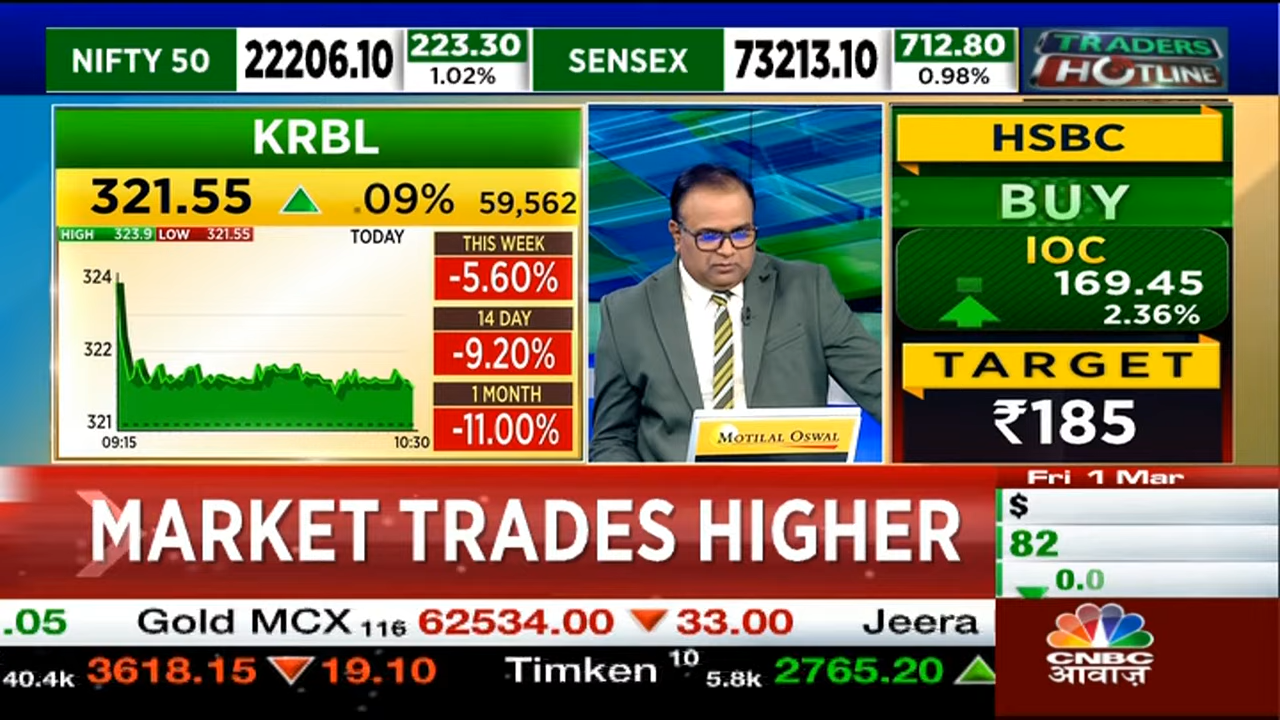 NIFTY 50 22206.10 223.30 1.02% SENSEX 73213.10 712.80 0.98% TRADERS HOTLINE
KRBL
321.55 .09% 59,562
HIGH 323.9 LOW 321.55 TODAY
324
322
321
09:15 10:30
THIS WEEK
-5.60%
14 DAY
-9.20%
1 MONTH
-11.00%
MOTILAL OSWAL
HSBC
BUY
IOC
169.45
2.36%
TARGET
₹185
MARKET TRADES HIGHER
Fri 1 Mar
$
82
0.0
.05 Gold MCX 116 62534.00 33.00 Jeera
40.4k 3618.15 19.10 Timken 10 5.8k 2765.20
CNBC
आवाज़